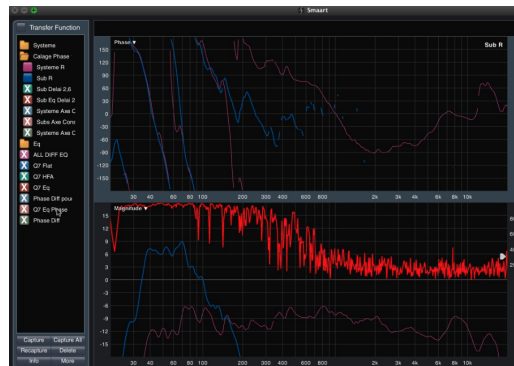 Smaart
Transfer Function
Systeme
Calage Phase
Systeme R
Sub R
Sub Delai 2,6
Sub Eq Delai 2
Systeme Axe C
Subs Axe Cons
Systeme Axe C
Eq
ALL DIFF EQ
Q7 Flat
Q7 HFA
Q7 Eq
Phase Diff pour
Q7 Eq Phase
Phase Diff
Capture Capture All
Recapture Delete
Info More
Phase ▼ Sub R
150
120
90
60
30
0
-30
-60
-90
-120
-150
30 40 60 80 100 200 300 400 600 800 2k 3k 4k 6k 8k 10k
Magnitude ▼
15
12
9
6
3
0
-3
-6
-9
-12
-15
30 40 60 80 100 200 300 400 600 800 2k 3k 4k 6k 8k 10k